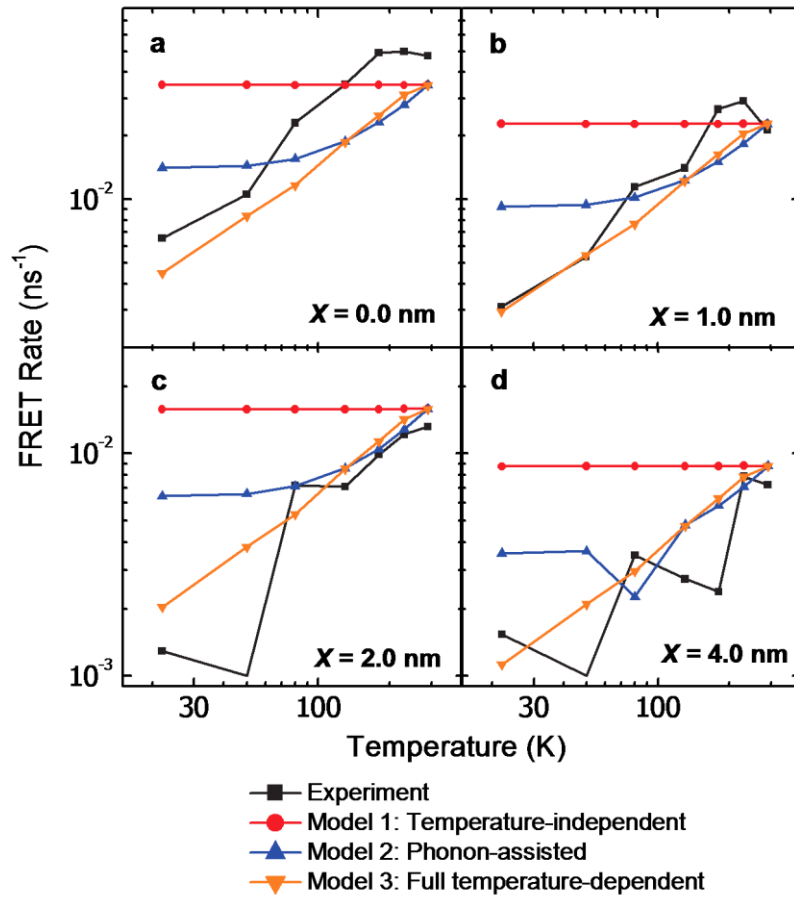 a
b
10⁻²
X = 0.0 nm
X = 1.0 nm
FRET Rate (ns⁻¹)
c
d
10⁻²
10⁻³
X = 2.0 nm
X = 4.0 nm
30
100
30
100
Temperature (K)
Experiment
Model 1: Temperature-independent
Model 2: Phonon-assisted
Model 3: Full temperature-dependent